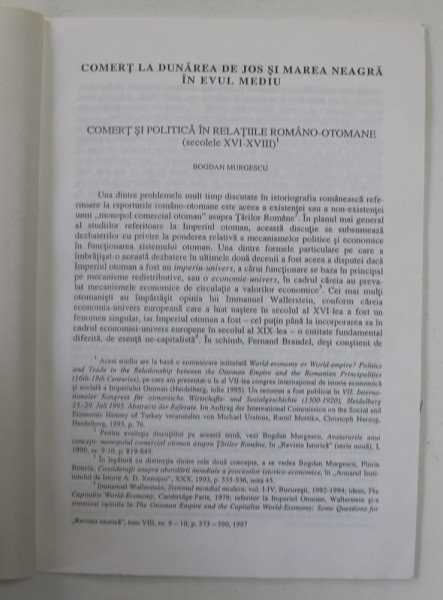 COMERȚ LA DUNĂREA DE JOS ȘI MAREA NEAGRĂ
ÎN EVUL MEDIU
COMERȚ ȘI POLITICĂ ÎN RELAȚIILE ROMÂNO-OTOMANE
(secolele XVI-XVIII)¹
BOGDAN MURGESCU
Una dintre problemele mult timp discutate în istoriografia românească refe-
ritoare la raporturile româno-otomane este aceea a existenței sau a non-existenței
unui „monopol comercial otoman” asupra Țărilor Române². În planul mai general
al studiilor referitoare la Imperiul otoman, această discuție se subsumează
dezbaterilor cu privire la ponderea relativă a mecanismelor politice și economice
în funcționarea sistemului otoman. Una dintre formele particulare pe care a
îmbrățișat-o această dezbatere în ultimele două decenii a fost aceea a disputei dacă
Imperiul otoman a fost un imperiu-univers, a cărui funcționare se baza în principal
pe mecanisme redistributive, sau o economie-univers, în cadrul căreia au preva-
lat mecanismele economice de circulație a valorilor economice³. Cei mai mulți
otomaniști au împărtășit opinia lui Immanuel Wallerstein, conform căreia
economia-univers europeană care a luat naștere în secolul al XVI-lea a fost un
fenomen singular, iar Imperiul otoman a fost – cel puțin până la incorporarea sa în
cadrul economiei-univers europene în secolul al XIX-lea – o entitate fundamental
diferită, de esență ne-capitalistă⁴. În schimb, Fernand Braudel, deși conștient de
¹ Acest studiu are la bază o comunicare intitulată World-economy or World-empire? Politics
and Trade in the Relationship between the Ottoman Empire and the Romanian Principalities
(16th-18th Centuries), pe care am prezentat-o la al VII-lea congres internațional de istorie economică
și socială a Imperiului Otoman (Heidelberg, iulie 1995). Un rezumat a fost publicat în VII. Interna-
tionaler Kongreß für osmanische Wirtschafts- und Sozialgeschichte (1300-1920), Heidelberg
25.-29. Juli 1995. Abstracts der Referate. Im Auftrag der International Commission on the Social and
Economic History of Turkey veranstaltet von Michael Ursinus, Raoul Motika, Christoph Herzog,
Heidelberg, 1995, p. 76.
² Pentru evoluția discuțiilor pe această temă, vezi Bogdan Murgescu, Avatarurile unui
concept: monopolul comercial otoman asupra Țărilor Române, în „Revista Istorică” (serie nouă), I,
1990, nr. 9-10, p. 819-845.
³ În legătură cu distincția dintre cele două concepte, a se vedea Bogdan Murgescu, Florin
Bonciu, Considerații asupra abordării mondiale a proceselor istorico-economice, în „Anuarul Insti-
tutului de Istorie A. D. Xenopol”, XXX, 1993, p. 535-536, nota 45.
⁴ Immanuel Wallerstein, Sistemul mondial modern, vol. I-IV, București, 1992-1994; idem, The
Capitalist World-Economy, Cambridge-Paris, 1979; referitor la Imperiul Otoman, Wallerstein și-a
sintetizat opiniile în The Ottoman Empire and the Capitalist World-Economy: Some Questions for
„Revista istorică”, tom VIII, nr. 9 – 10, p. 573 – 590, 1997